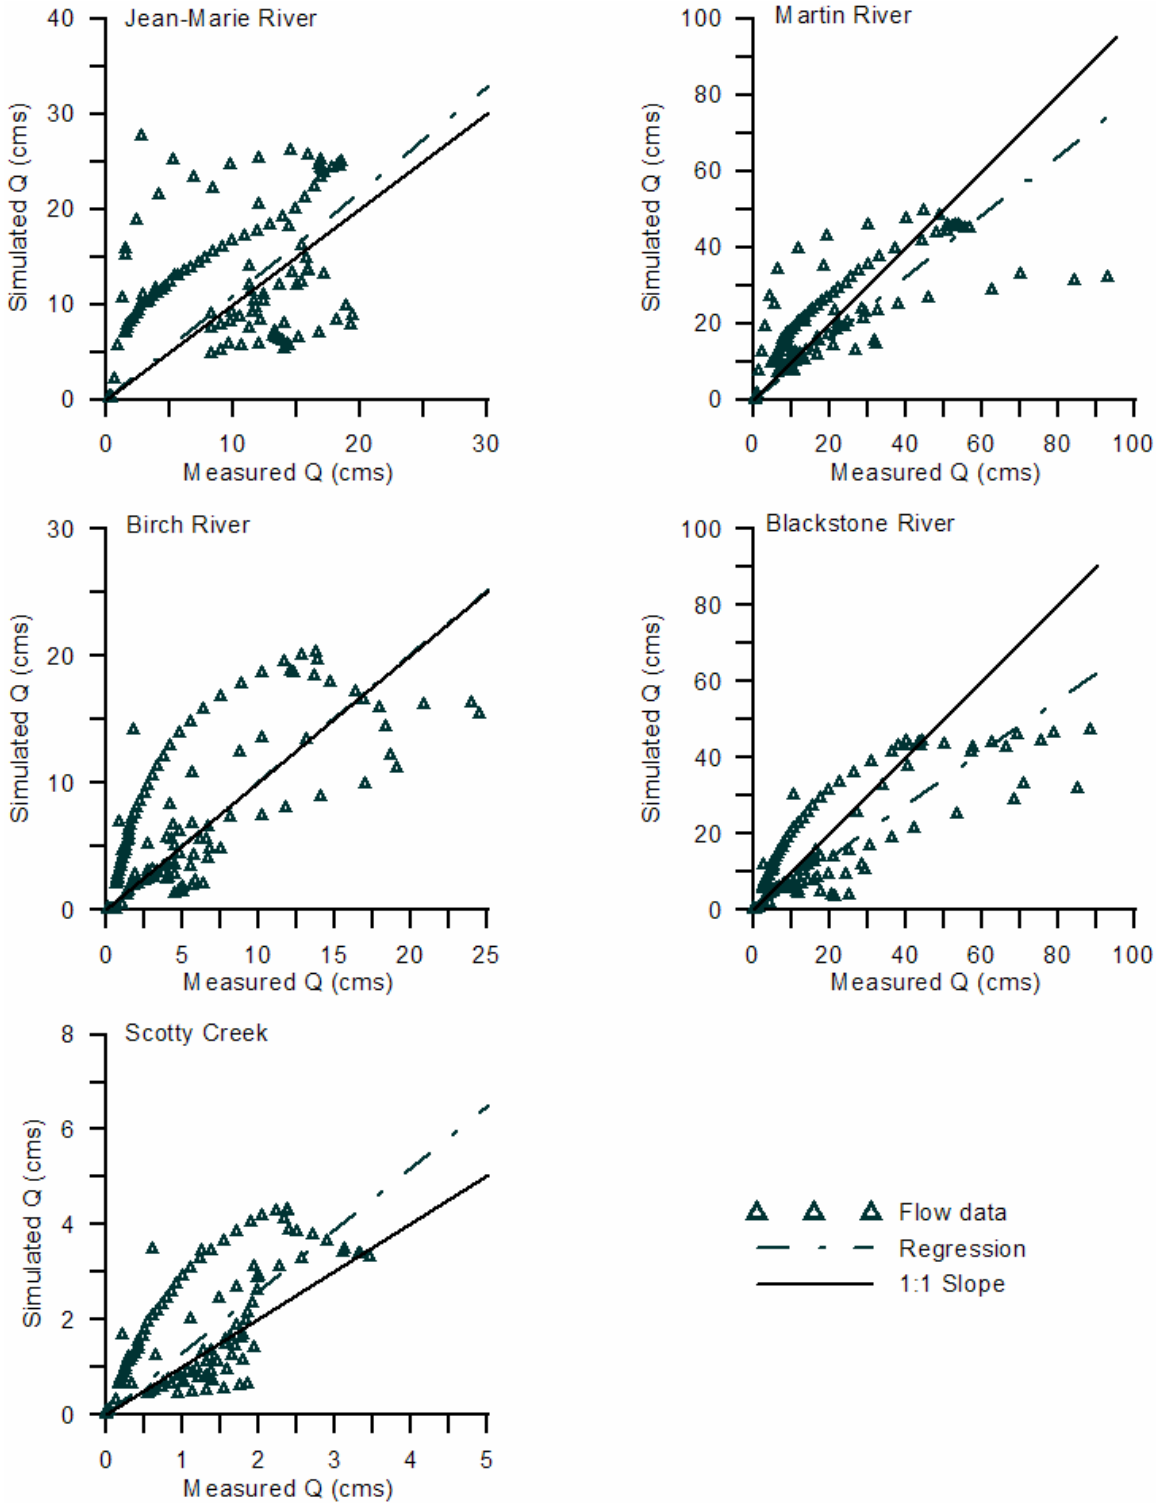 Jean-Marie River
40
30
20
10
0
Simulated Q (cms)
0 10 20 30
Measured Q (cms)
Martin River
100
80
60
40
20
0
Simulated Q (cms)
0 20 40 60 80 100
Measured Q (cms)
Birch River
30
20
10
0
Simulated Q (cms)
0 5 10 15 20 25
Measured Q (cms)
Blackstone River
100
80
60
40
20
0
Simulated Q (cms)
0 20 40 60 80 100
Measured Q (cms)
Scotty Creek
8
6
4
2
0
Simulated Q (cms)
0 1 2 3 4 5
Measured Q (cms)
Flow data
Regression
1:1 Slope